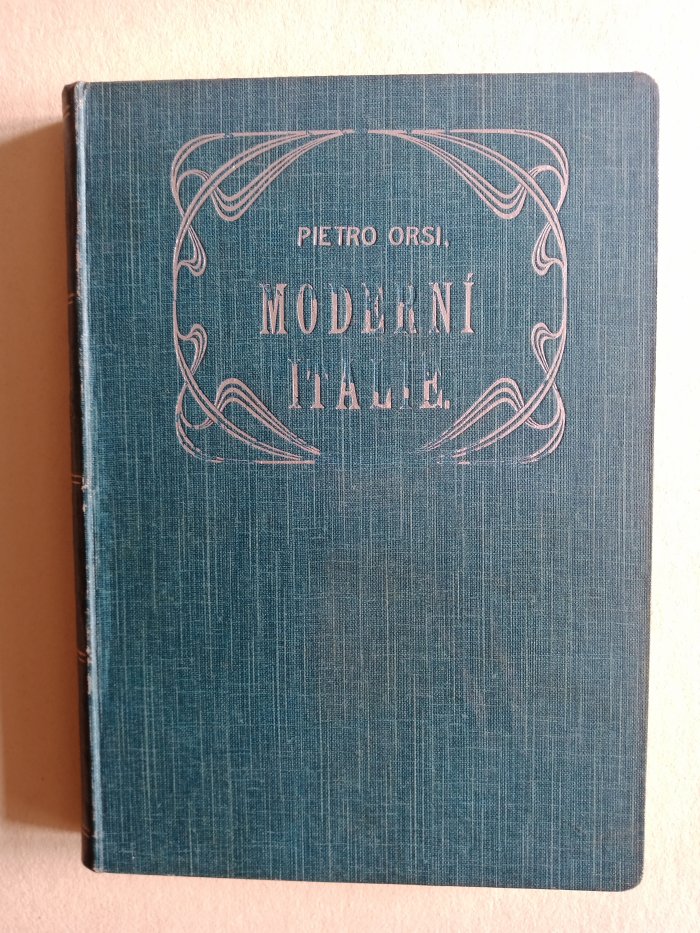 PIETRO ORSI,
MODERNÍ
ITALIE.